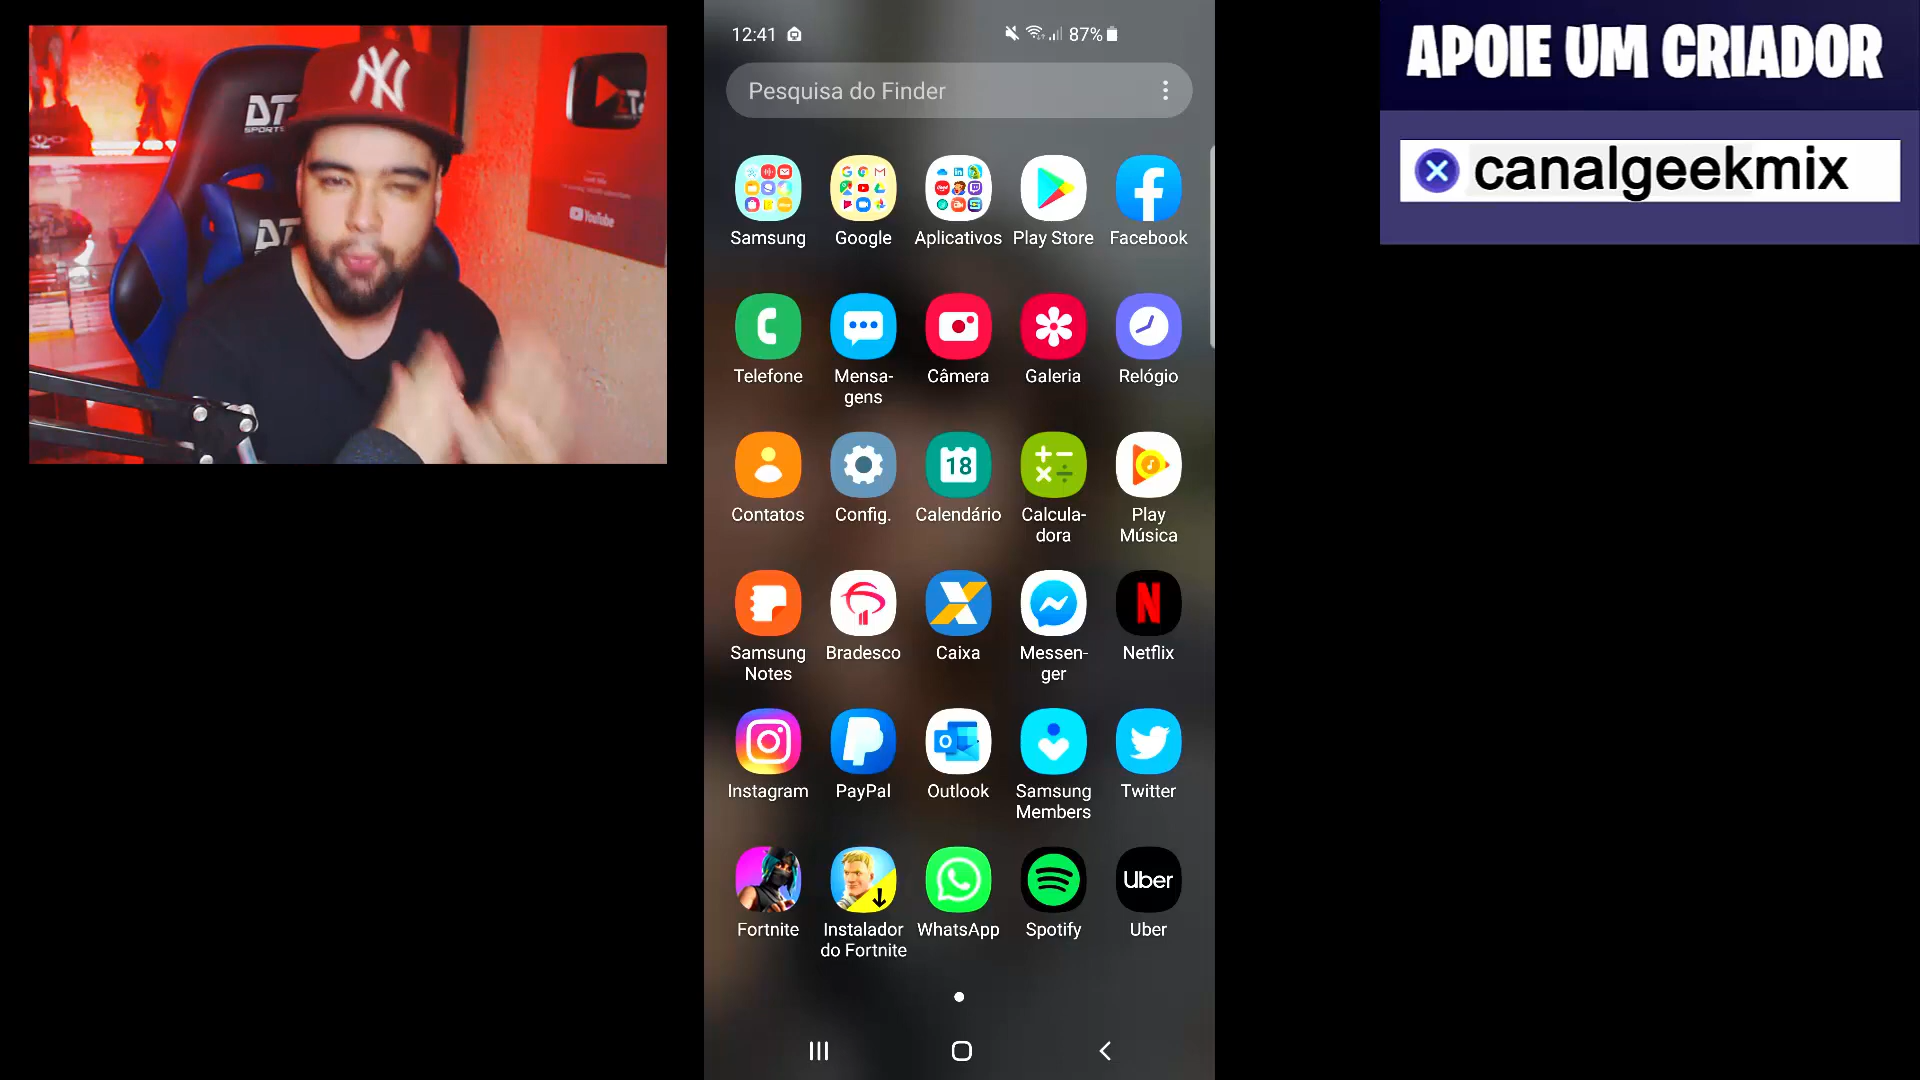 DT
SPORTS
NY
DT
YouTube
12:41
87%
Pesquisa do Finder
Samsung
Google
Aplicativos
Play Store
Facebook
Telefone
Mensa-
gens
Câmera
Galeria
Relógio
18
Contatos
Config.
Calendário
Calcula-
dora
Play
Música
Samsung
Notes
Bradesco
Caixa
Messen-
ger
Netflix
Instagram
PayPal
Outlook
Samsung
Members
Twitter
Uber
Fortnite
Instalador
do Fortnite
WhatsApp
Spotify
Uber
APOIE UM CRIADOR
canalgeekmix